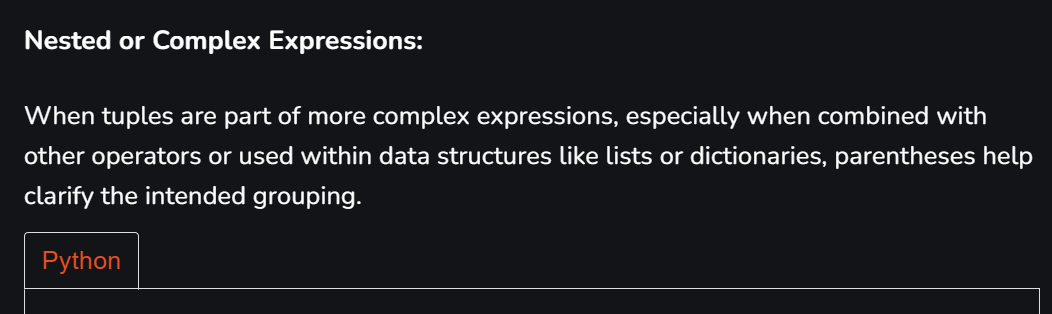 Nested or Complex Expressions:
When tuples are part of more complex expressions, especially when combined with
other operators or used within data structures like lists or dictionaries, parentheses help
clarify the intended grouping.
Python